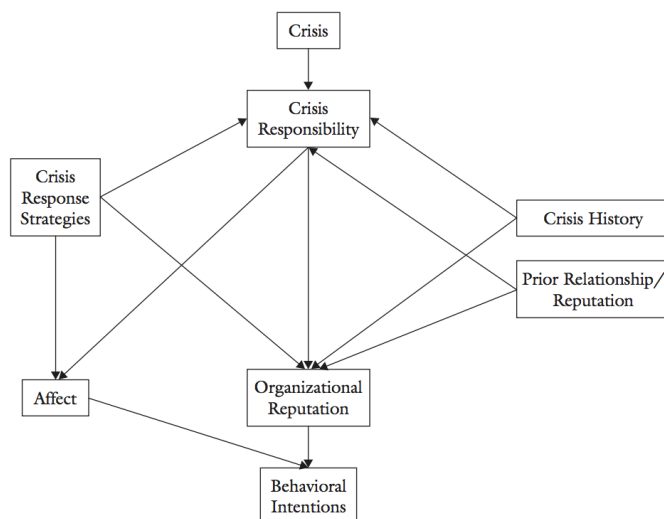 Crisis
Crisis
Responsibility
Crisis
Response
Strategies
Crisis History
Prior Relationship/
Reputation
Affect
Organizational
Reputation
Behavioral
Intentions